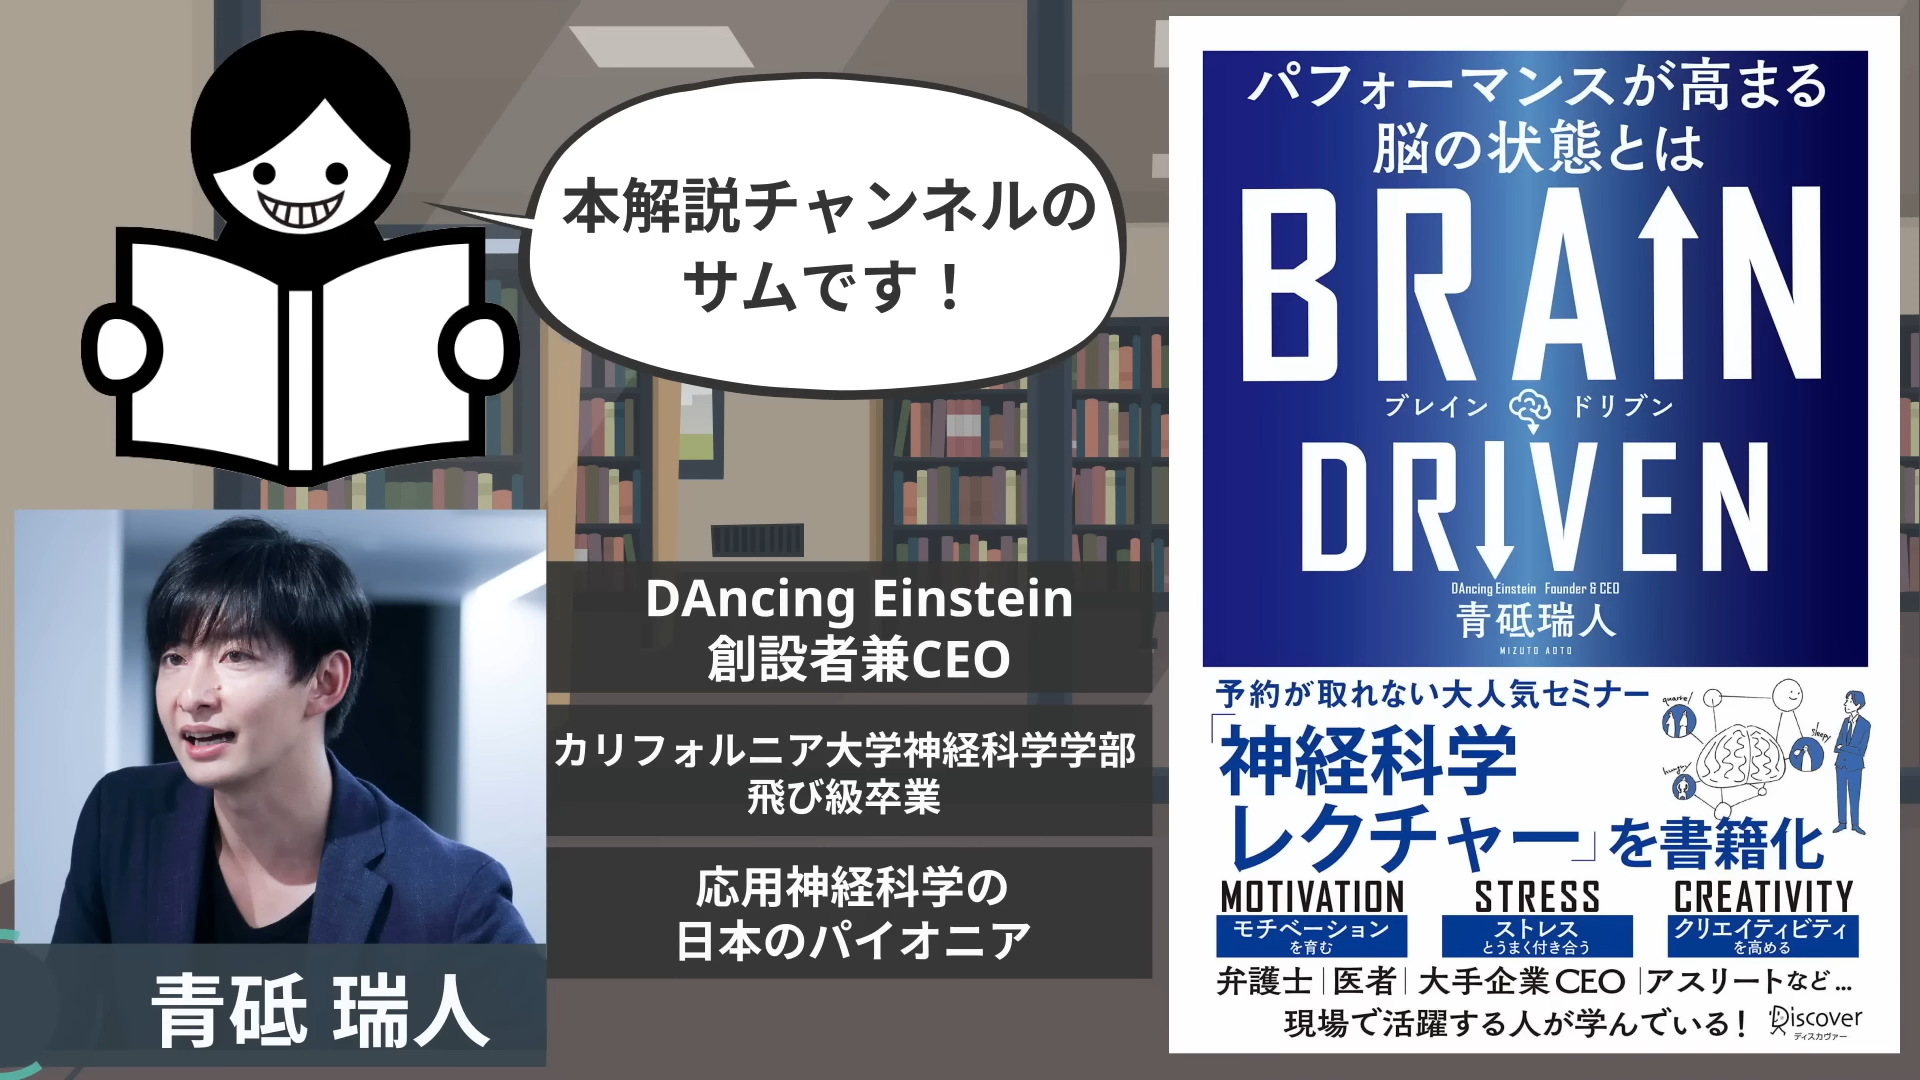 本解説チャンネルの
サムです！
DAncing Einstein
創設者兼CEO
カリフォルニア大学神経科学学部
飛び級卒業
応用神経科学の
日本のパイオニア
青砥 瑞人
パフォーマンスが高まる
脳の状態とは
BRAIN
ブレイン ドリブン
DRIVEN
DAncing Einstein Founder & CEO
青砥瑞人
MIZUTO AOTO
予約が取れない大人気セミナー
「神経科学
レクチャー」を書籍化
quarrel
sleepy
hungry
MOTIVATION STRESS CREATIVITY
モチベーション ストレス クリエイティビティ
を育む とうまく付き合う を高める
弁護士｜医者｜大手企業CEO｜アスリートなど…
現場で活躍する人が学んでいる！
Discover
ディスカヴァー